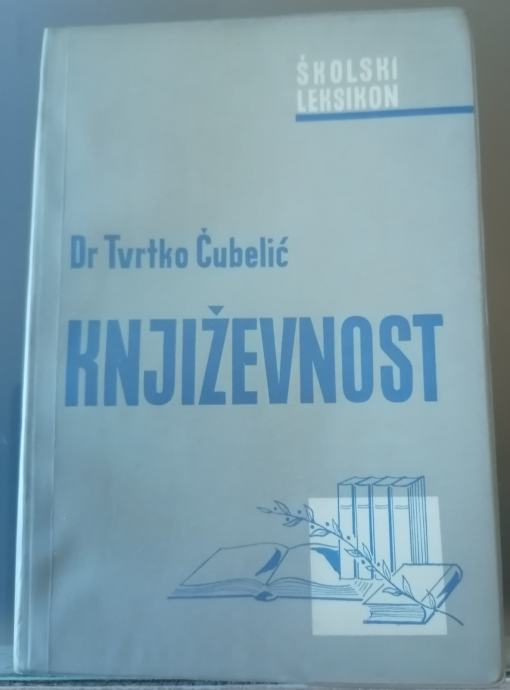 ŠKOLSKI
LEKSIKON
Dr Tvrtko Čubelić
KNJIŽEVNOST